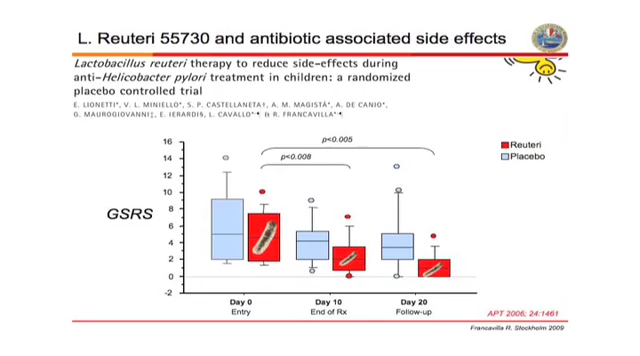 L. Reuteri 55730 and antibiotic associated side effects
Lactobacillus reuteri therapy to reduce side-effects during
anti-Helicobacter pylori treatment in children: a randomized
placebo controlled trial
E. LIONETTI*, V. L. MINIELLO*, S. P. CASTELLANETA†, A. M. MAGISTÁ*, A. DE CANIO*,
G. MAUROGIOVANNI‡, E. IERARDI§, L. CAVALLO*,¶ & R. FRANCAVILLA*,¶
p<0.005
p<0.008
Reuteri
Placebo
GSRS
16
14
12
10
8
6
4
2
0
-2
Day 0
Entry
Day 10
End of Rx
Day 20
Follow-up
APT 2006; 24:1461
Francavilla R, Stockholm 2009